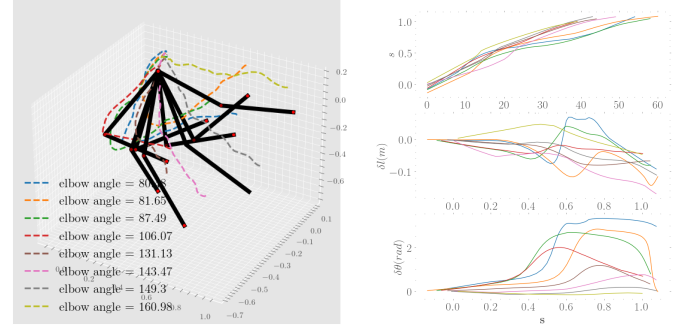 0.2
0.0
−0.2
−0.4
−0.6
0.1
0.0
−0.1
−0.2
−0.3
−0.4
−0.5
−0.6
−0.7
0.2
0.4
0.6
0.8
1.0
elbow angle =
elbow angle = 81.65
elbow angle = 87.49
elbow angle = 106.07
elbow angle = 131.13
elbow angle = 143.47
elbow angle = 149.3
elbow angle = 160.98
1.0
0.5
0.0
s
0 10 20 30 40 50 60
0.0
−0.1
δl(m)
0.0 0.2 0.4 0.6 0.8 1.0
2
0
δθ(rad)
0.0 0.2 0.4 0.6 0.8 1.0
s